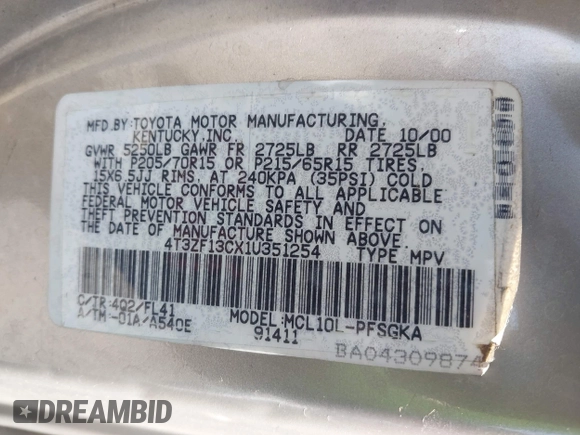 MFD.BY:TOYOTA MOTOR MANUFACTURING,
KENTUCKY,INC. DATE 10/00
GVWR 5250LB GAWR FR 2725LB RR 2725LB
WITH P205/70R15 OR P215/65R15 TIRES,
15X6.5JJ RIMS, AT 240KPA (35PSI) COLD
THIS VEHICLE CONFORMS TO ALL APPLICABLE
FEDERAL MOTOR VEHICLE SAFETY AND
THEFT PREVENTION STANDARDS IN EFFECT ON
THE DATE OF MANUFACTURE SHOWN ABOVE.
4T3ZF13CX1U351254 TYPE MPV
C/TR:4Q2/FL41 MODEL:MCL10L-PFSGKA
A/TM:-01A/A540E 91411
BA04309874
DREAMBID